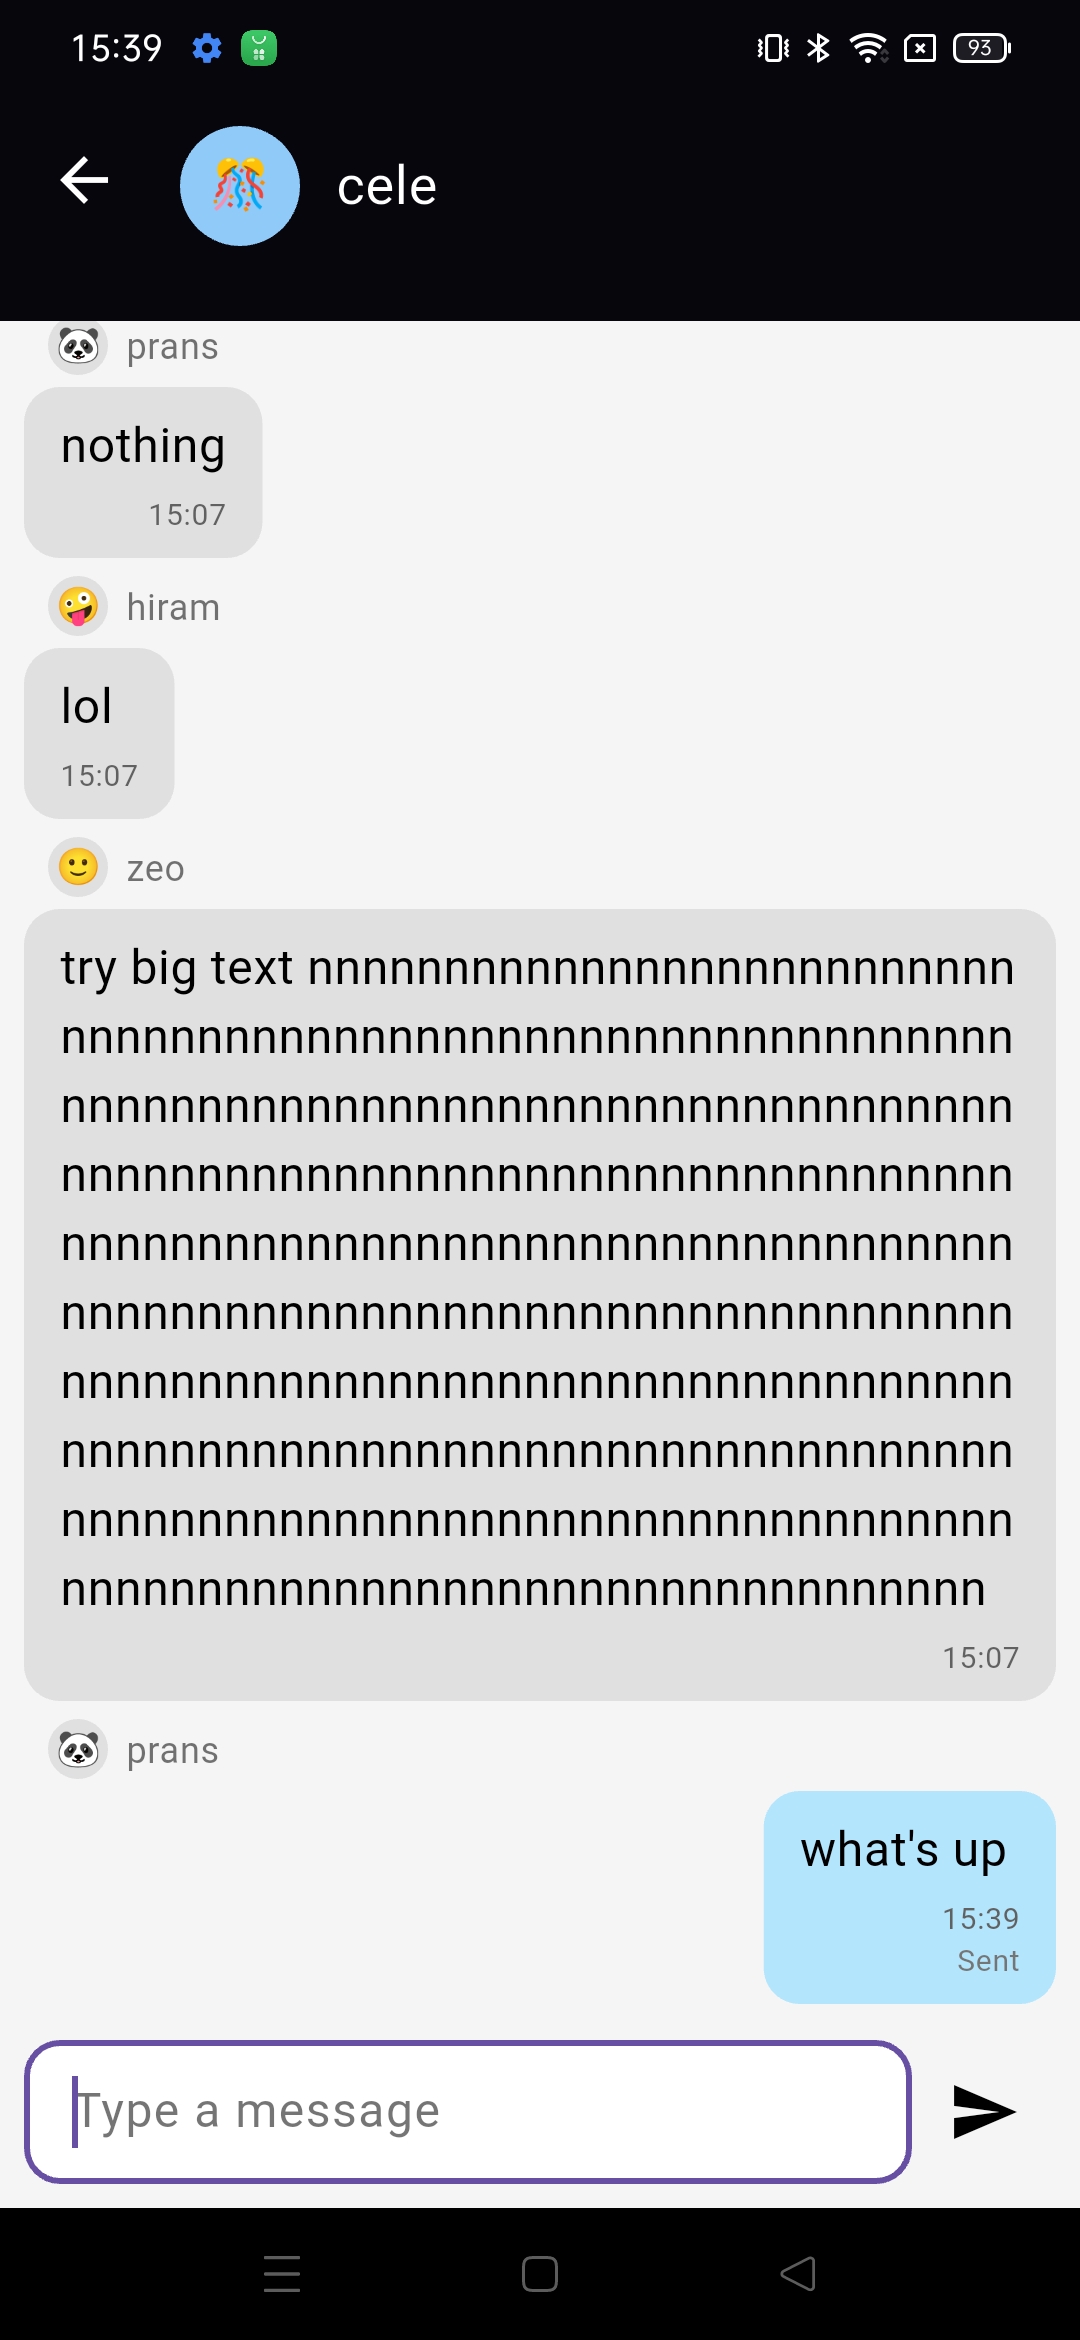 15:39
93
cele
prans
nothing
15:07
hiram
lol
15:07
zeo
try big text nnnnnnnnnnnnnnnnnnnnnnnnnn
nnnnnnnnnnnnnnnnnnnnnnnnnnnnnnnnnnn
nnnnnnnnnnnnnnnnnnnnnnnnnnnnnnnnnnn
nnnnnnnnnnnnnnnnnnnnnnnnnnnnnnnnnnn
nnnnnnnnnnnnnnnnnnnnnnnnnnnnnnnnnnn
nnnnnnnnnnnnnnnnnnnnnnnnnnnnnnnnnnn
nnnnnnnnnnnnnnnnnnnnnnnnnnnnnnnnnnn
nnnnnnnnnnnnnnnnnnnnnnnnnnnnnnnnnnn
nnnnnnnnnnnnnnnnnnnnnnnnnnnnnnnnnnn
nnnnnnnnnnnnnnnnnnnnnnnnnnnnnnnnnn
15:07
prans
what's up
15:39
Sent
Type a message